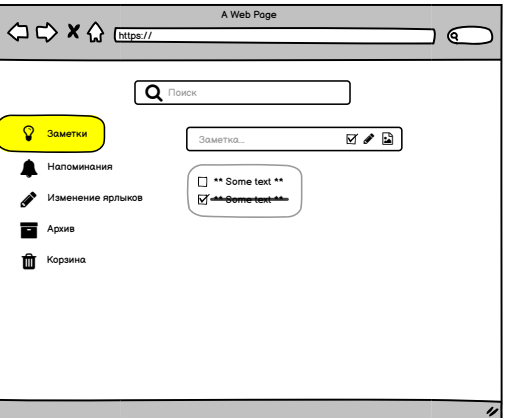 A Web Page
https://
Поиск
Заметки
Заметка...
Напоминания
** Some text **
Изменение ярлыков
** Some text **
Архив
Корзина